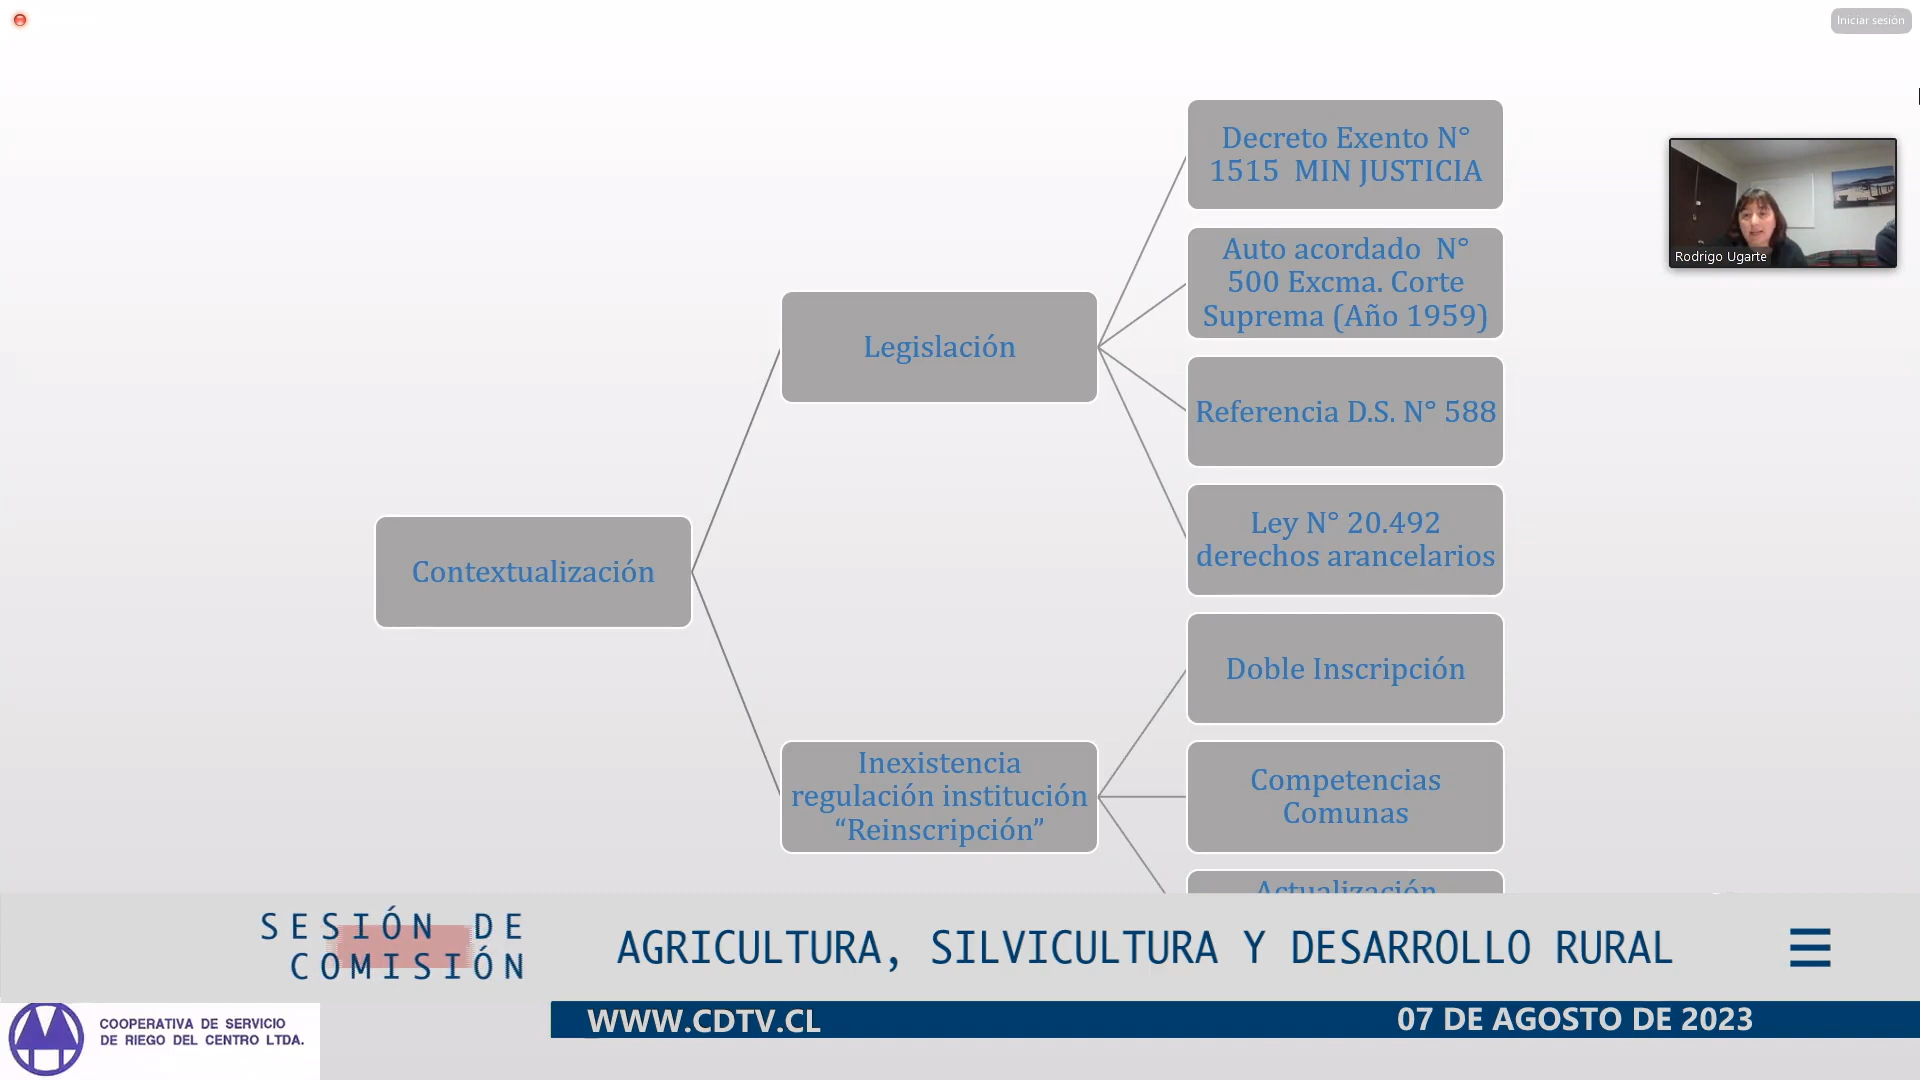 Iniciar sesión
Decreto Exento N°
1515 MIN JUSTICIA
Auto acordado N°
500 Excma. Corte
Suprema (Año 1959)
Rodrigo Ugarte
Legislación
Referencia D.S. N° 588
Ley N° 20.492
derechos arancelarios
Contextualización
Doble Inscripción
Inexistencia
regulación institución
“Reinscripción”
Competencias
Comunas
Actualización
SESIÓN DE
COMISIÓN
AGRICULTURA, SILVICULTURA Y DESARROLLO RURAL
COOPERATIVA DE SERVICIO
DE RIEGO DEL CENTRO LTDA.
WWW.CDTV.CL
07 DE AGOSTO DE 2023